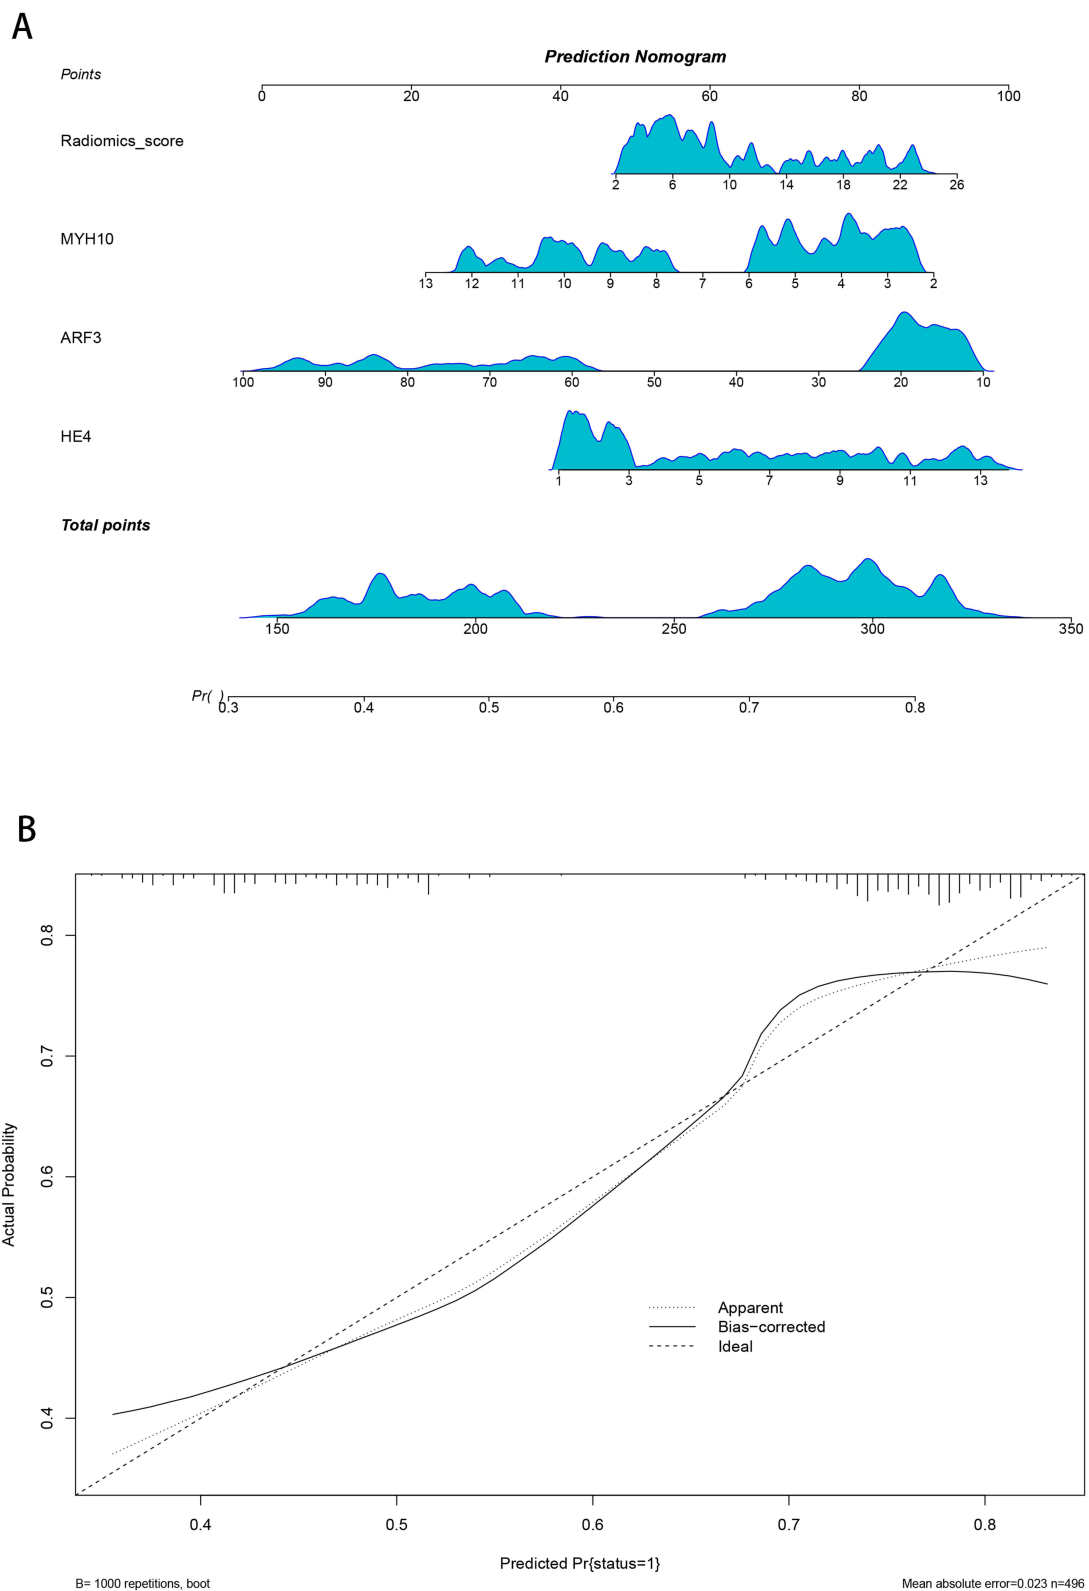 A
Prediction Nomogram
Points
0 20 40 60 80 100
Radiomics_score
2 6 10 14 18 22 26
MYH10
13 12 11 10 9 8 7 6 5 4 3 2
ARF3
100 90 80 70 60 50 40 30 20 10
HE4
1 3 5 7 9 11 13
Total points
150 200 250 300 350
Pr( )
0.3 0.4 0.5 0.6 0.7 0.8
B
0.8
0.7
0.6
0.5
0.4
Actual Probability
Apparent
Bias−corrected
Ideal
0.4 0.5 0.6 0.7 0.8
Predicted Pr{status=1}
B= 1000 repetitions, boot
Mean absolute error=0.023 n=496